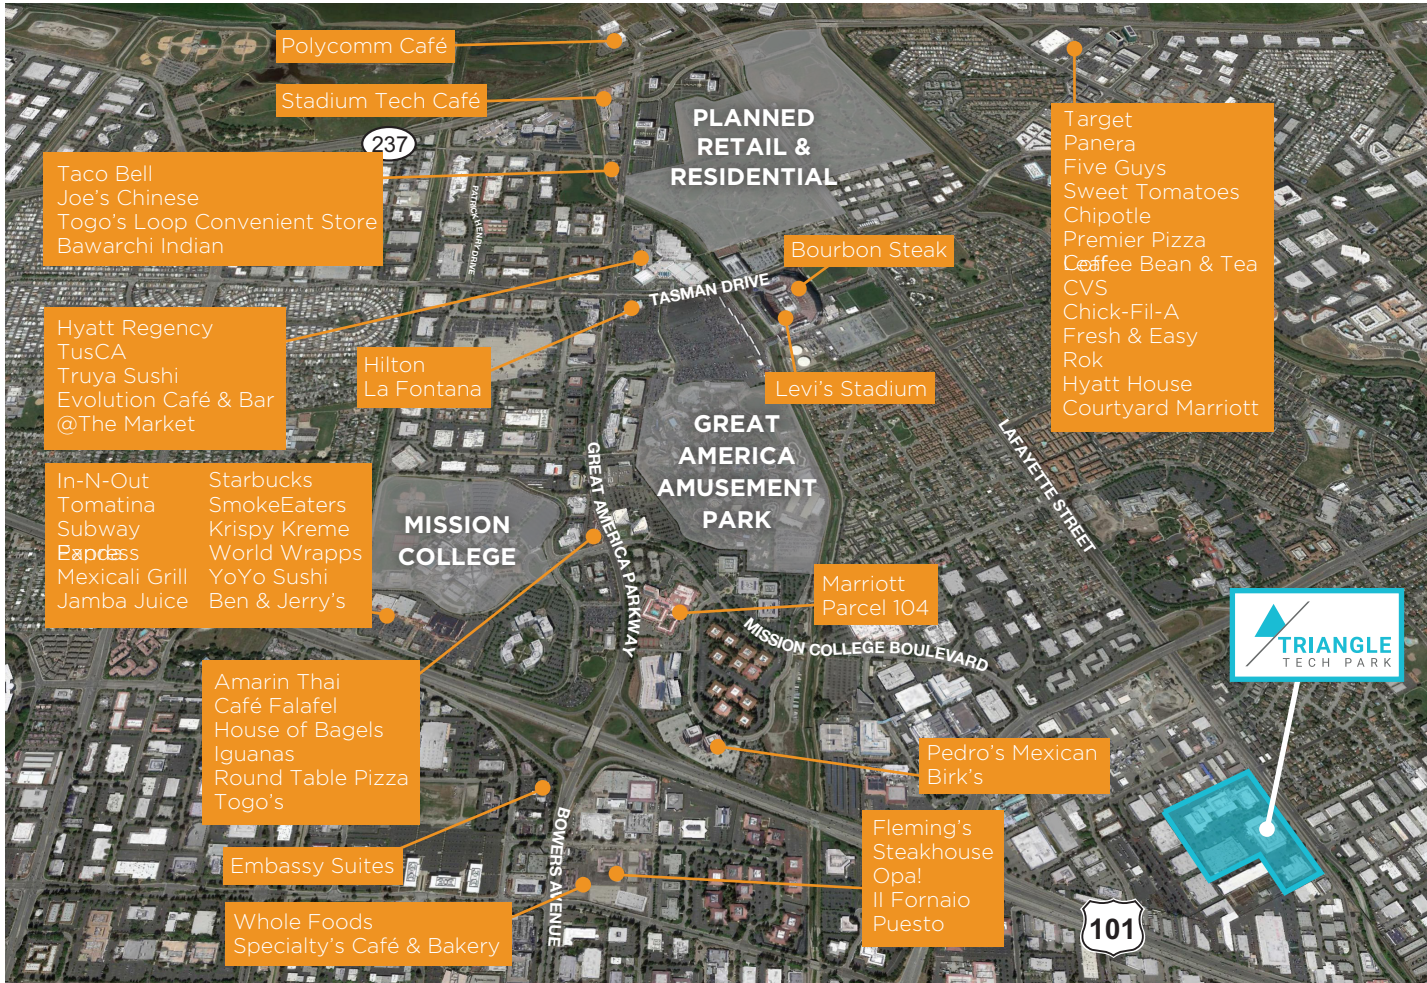 Polycomm Café
Stadium Tech Café
237
PLANNED
RETAIL &
RESIDENTIAL
Target
Panera
Five Guys
Sweet Tomatoes
Chipotle
Premier Pizza
Leaf
Coffee Bean & Tea
CVS
Chick-Fil-A
Fresh & Easy
Rok
Hyatt House
Courtyard Marriott
Taco Bell
Joe's Chinese
Togo's Loop Convenient Store
Bawarchi Indian
PATRICK HENRY DRIVE
Bourbon Steak
TASMAN DRIVE
Hyatt Regency
TusCA
Truya Sushi
Evolution Café & Bar
@The Market
Hilton
La Fontana
Levi's Stadium
GREAT
AMERICA
AMUSEMENT
PARK
LAFAYETTE STREET
GREAT AMERICA PARKWAY
In-N-Out
Tomatina
Subway
Panda
Express
Mexicali Grill
Jamba Juice
Starbucks
SmokeEaters
Krispy Kreme
World Wrapps
YoYo Sushi
Ben & Jerry's
MISSION
COLLEGE
Marriott
Parcel 104
MISSION COLLEGE BOULEVARD
TRIANGLE
TECH PARK
Amarin Thai
Café Falafel
House of Bagels
Iguanas
Round Table Pizza
Togo's
Pedro's Mexican
Birk's
Embassy Suites
BOWERS AVENUE
Fleming's
Steakhouse
Opa!
Il Fornaio
Puesto
Whole Foods
Specialty's Café & Bakery
101